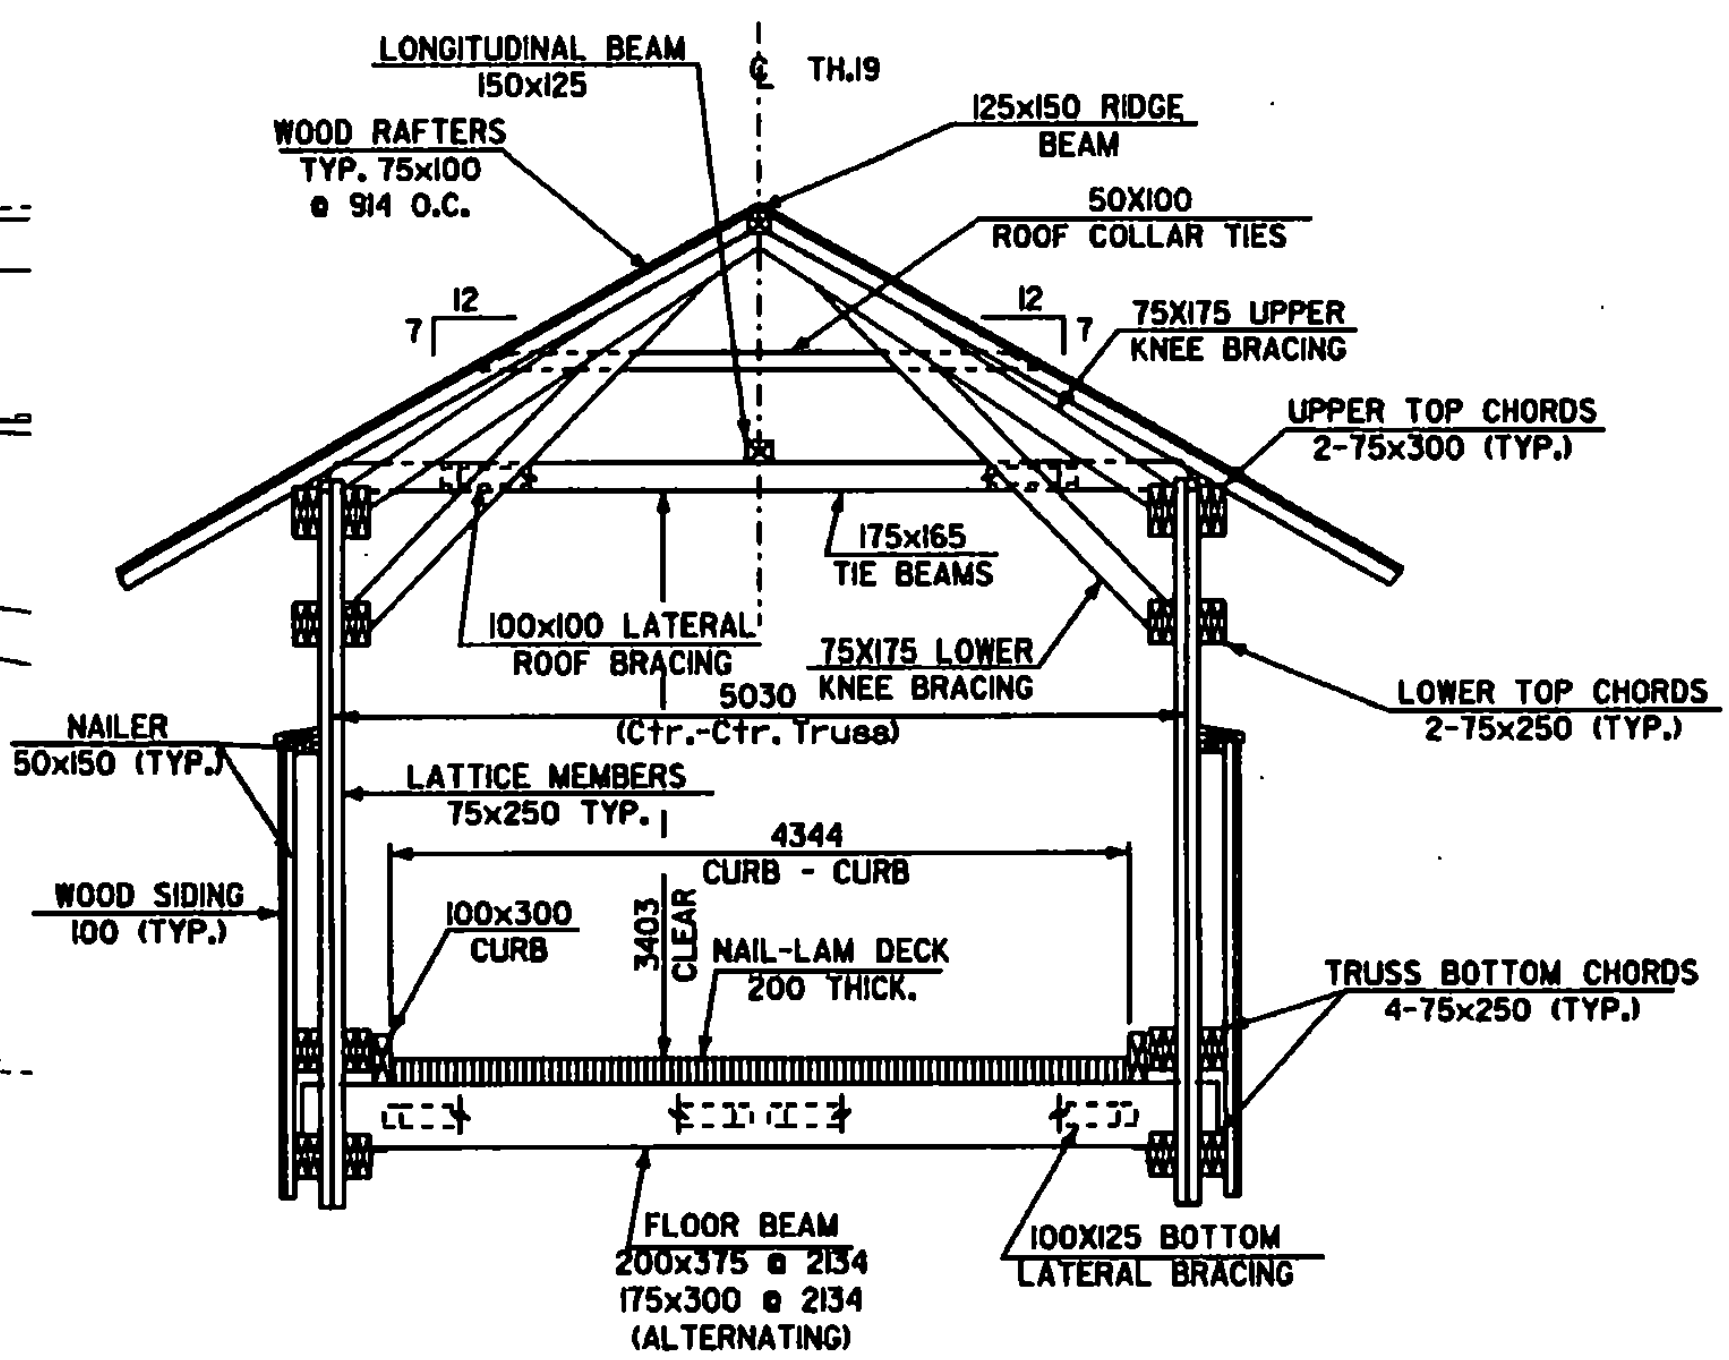 LONGITUDINAL BEAM
150x125
℄ TH.19
125x150 RIDGE
BEAM
WOOD RAFTERS
TYP. 75x100
@ 914 O.C.
50X100
ROOF COLLAR TIES
12
7
12
7
75X175 UPPER
KNEE BRACING
UPPER TOP CHORDS
2-75x300 (TYP.)
175x165
TIE BEAMS
100x100 LATERAL
ROOF BRACING
75X175 LOWER
KNEE BRACING
LOWER TOP CHORDS
2-75x250 (TYP.)
5030
(Ctr.-Ctr. Truss)
NAILER
50x150 (TYP.)
LATTICE MEMBERS
75x250 TYP.
4344
CURB - CURB
WOOD SIDING
100 (TYP.)
100x300
CURB
3403
CLEAR
NAIL-LAM DECK
200 THICK.
TRUSS BOTTOM CHORDS
4-75x250 (TYP.)
FLOOR BEAM
200x375 @ 2134
175x300 @ 2134
(ALTERNATING)
100X125 BOTTOM
LATERAL BRACING